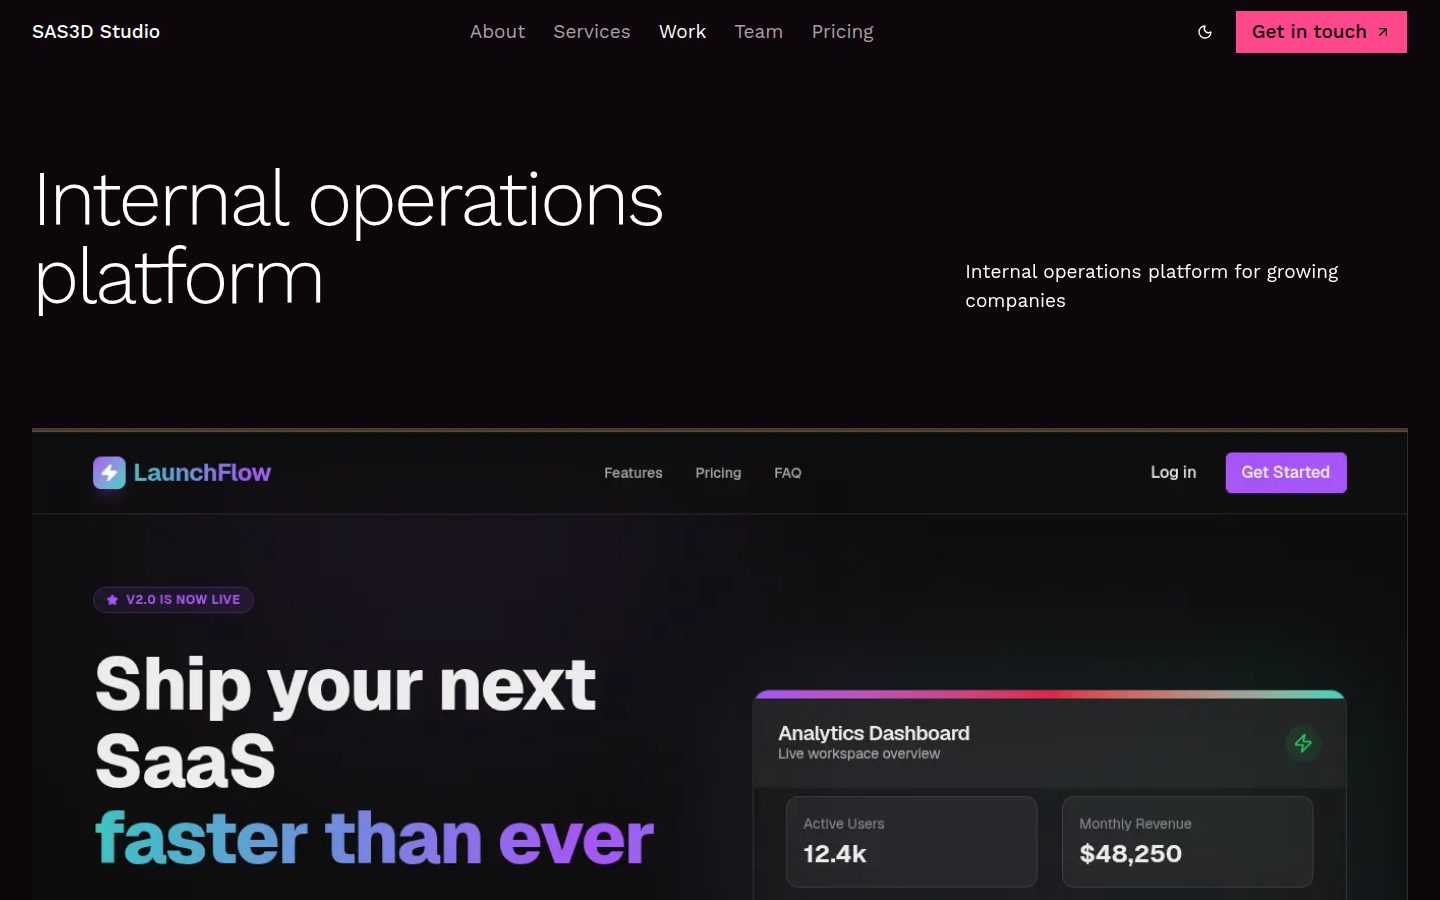 SAS3D Studio
About
Services
Work
Team
Pricing
Get in touch
Internal operations
platform
Internal operations platform for growing
companies
LaunchFlow
Features
Pricing
FAQ
Log in
Get Started
V2.0 IS NOW LIVE
Ship your next
SaaS
faster than ever
Analytics Dashboard
Live workspace overview
Active Users
12.4k
Monthly Revenue
$48,250